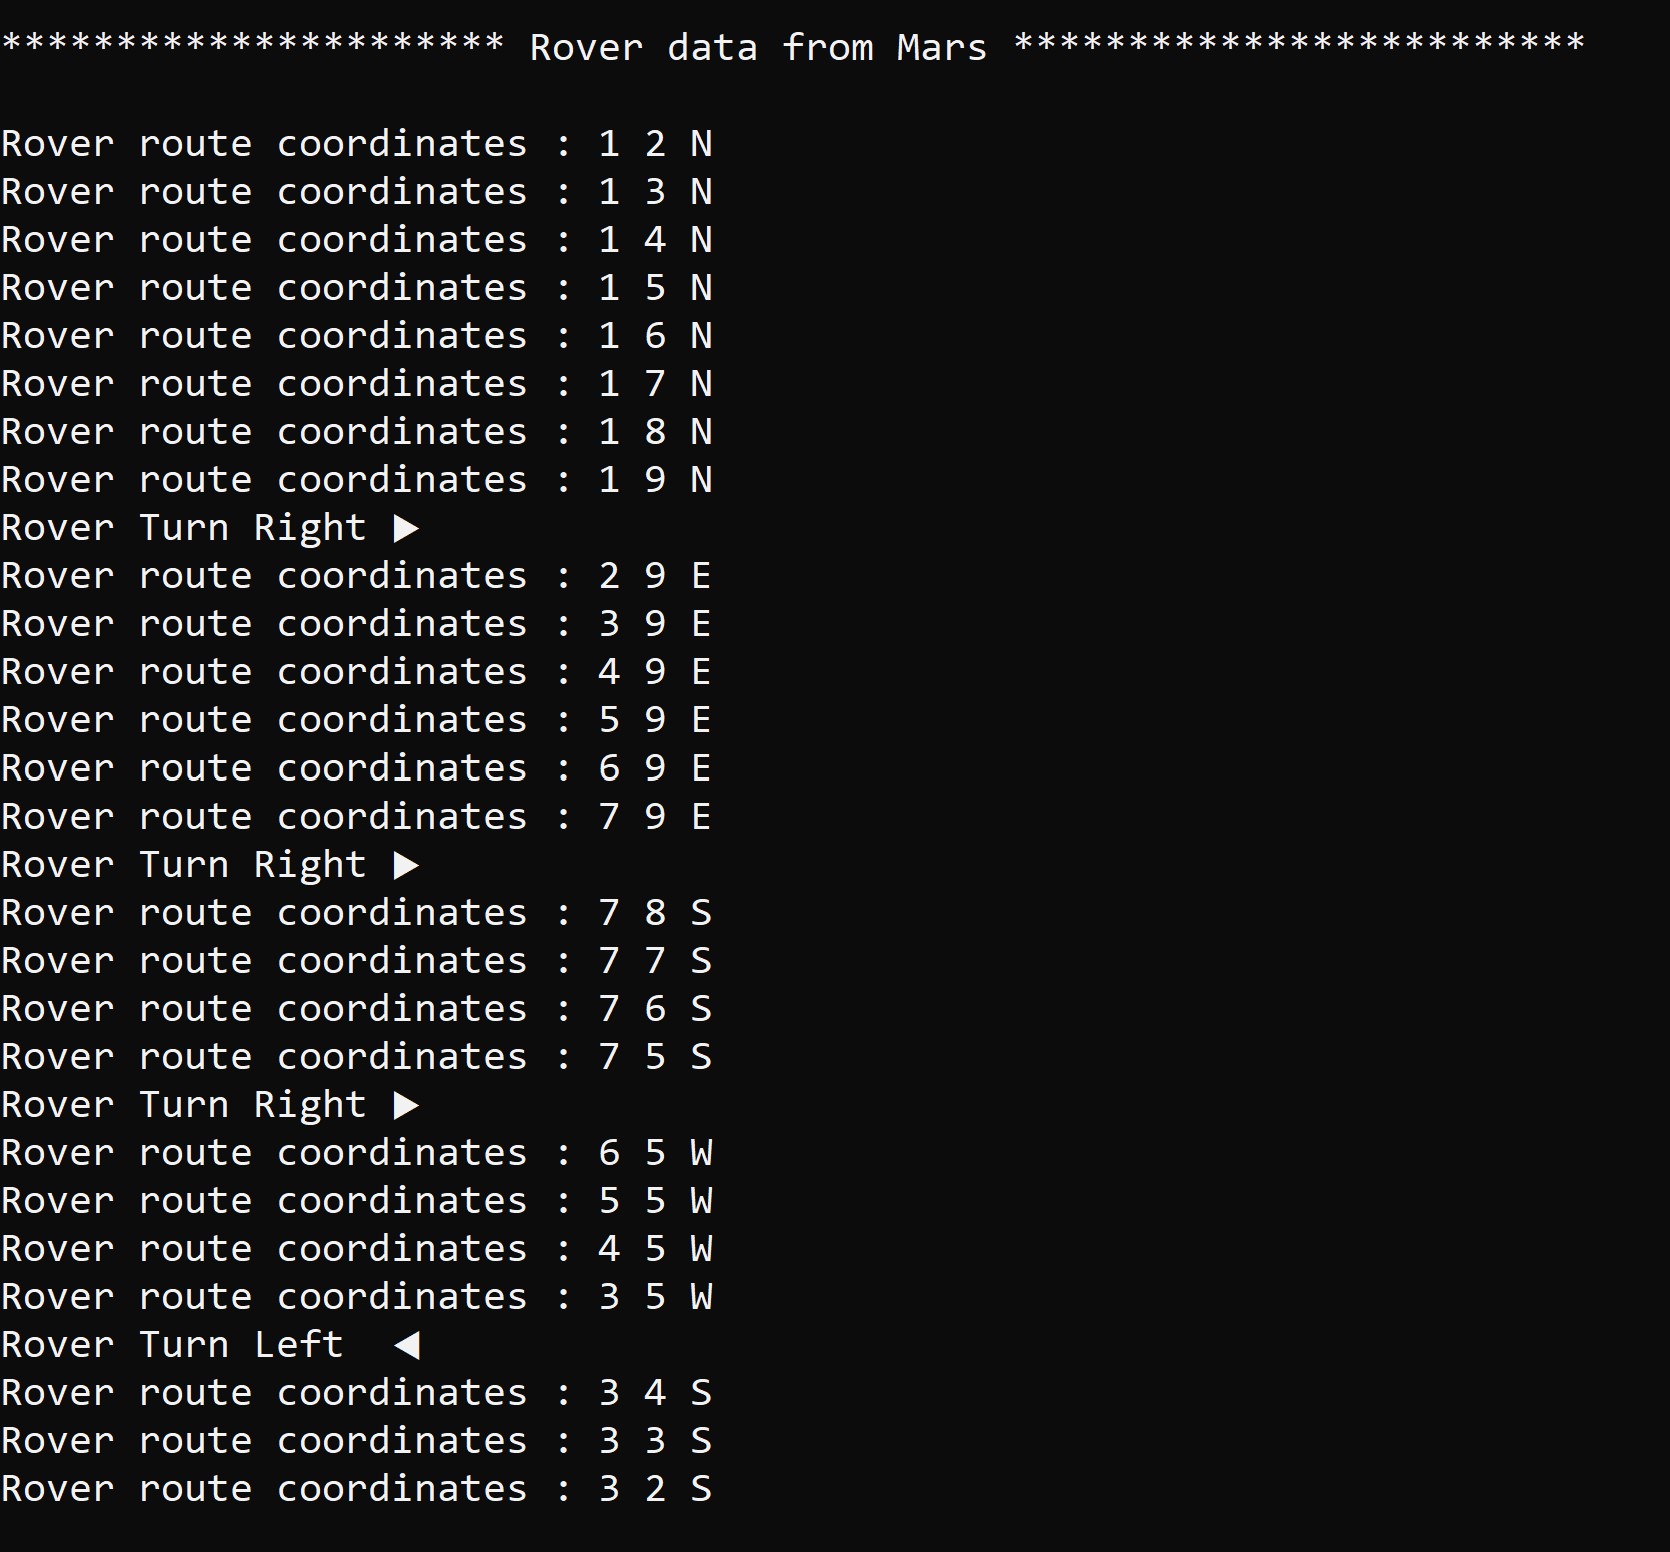 ********************** Rover data from Mars *************************
Rover route coordinates : 1 2 N
Rover route coordinates : 1 3 N
Rover route coordinates : 1 4 N
Rover route coordinates : 1 5 N
Rover route coordinates : 1 6 N
Rover route coordinates : 1 7 N
Rover route coordinates : 1 8 N
Rover route coordinates : 1 9 N
Rover Turn Right ►
Rover route coordinates : 2 9 E
Rover route coordinates : 3 9 E
Rover route coordinates : 4 9 E
Rover route coordinates : 5 9 E
Rover route coordinates : 6 9 E
Rover route coordinates : 7 9 E
Rover Turn Right ►
Rover route coordinates : 7 8 S
Rover route coordinates : 7 7 S
Rover route coordinates : 7 6 S
Rover route coordinates : 7 5 S
Rover Turn Right ►
Rover route coordinates : 6 5 W
Rover route coordinates : 5 5 W
Rover route coordinates : 4 5 W
Rover route coordinates : 3 5 W
Rover Turn Left  ◄
Rover route coordinates : 3 4 S
Rover route coordinates : 3 3 S
Rover route coordinates : 3 2 S